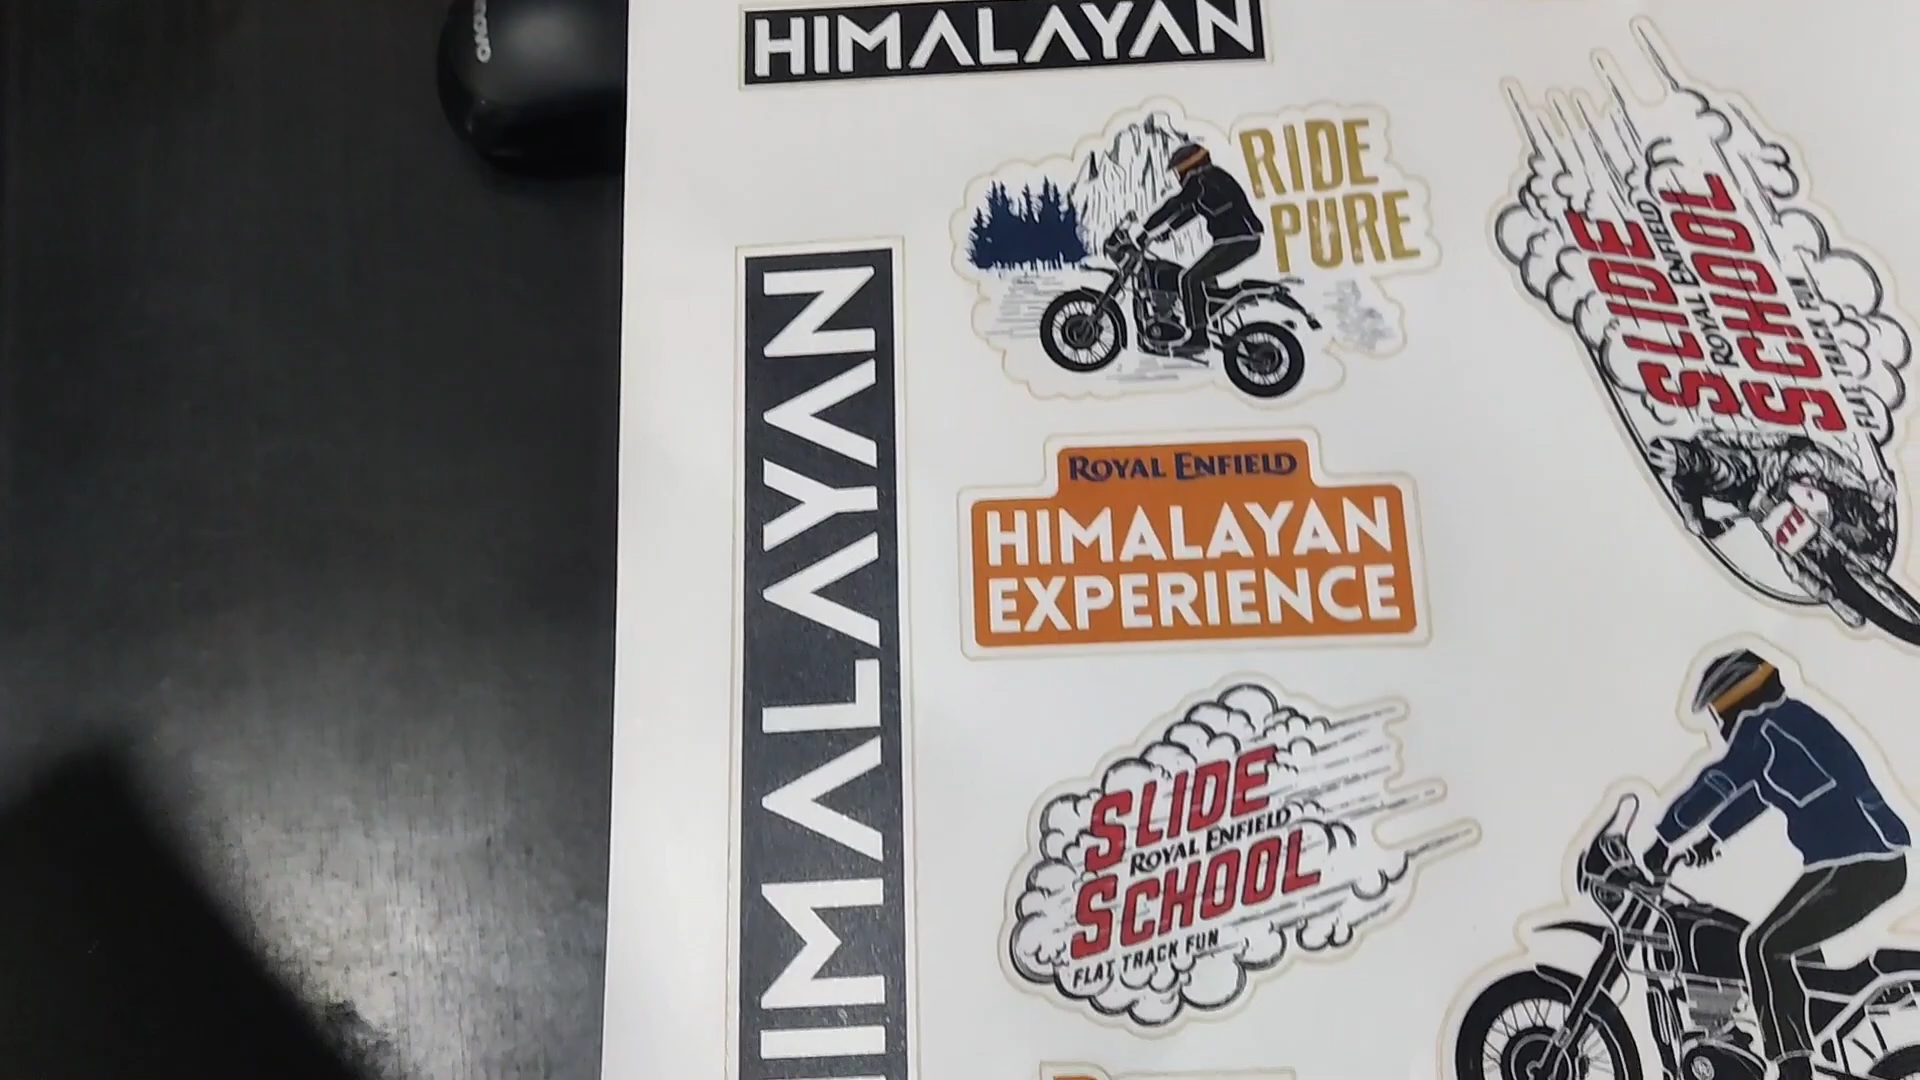 lenovo
HIMALAYAN
RIDE
PURE
HIMALAYAN
ROYAL ENFIELD
HIMALAYAN
EXPERIENCE
SLIDE
ROYAL ENFIELD
SCHOOL
FLAT TRACK FUN
SLIDE
ROYAL ENFIELD
SCHOOL
FLAT TRACK FUN